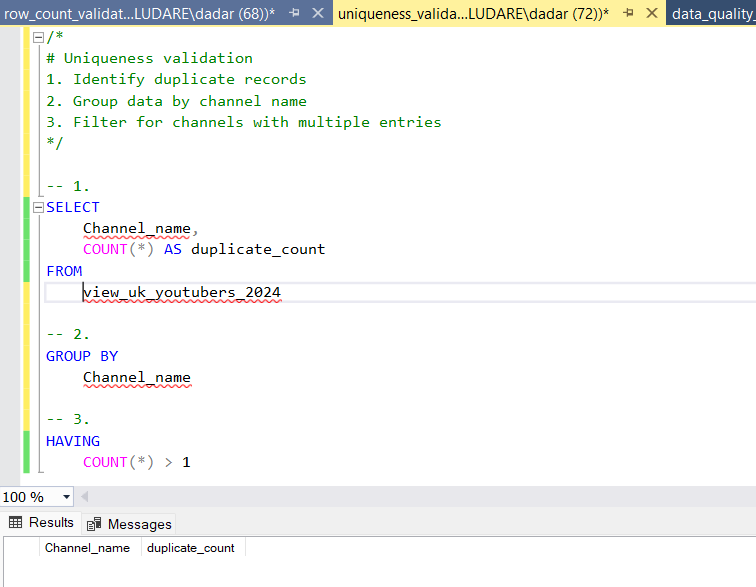 row_count_validat...LUDARE\dadar (68))* uniqueness_valida...LUDARE\dadar (72))* data_quality_
/*
# Uniqueness validation
1. Identify duplicate records
2. Group data by channel name
3. Filter for channels with multiple entries
*/
-- 1.
SELECT
Channel_name,
COUNT(*) AS duplicate_count
FROM
view_uk_youtubers_2024
-- 2.
GROUP BY
Channel_name
-- 3.
HAVING
COUNT(*) > 1
100 %
Results Messages
Channel_name duplicate_count